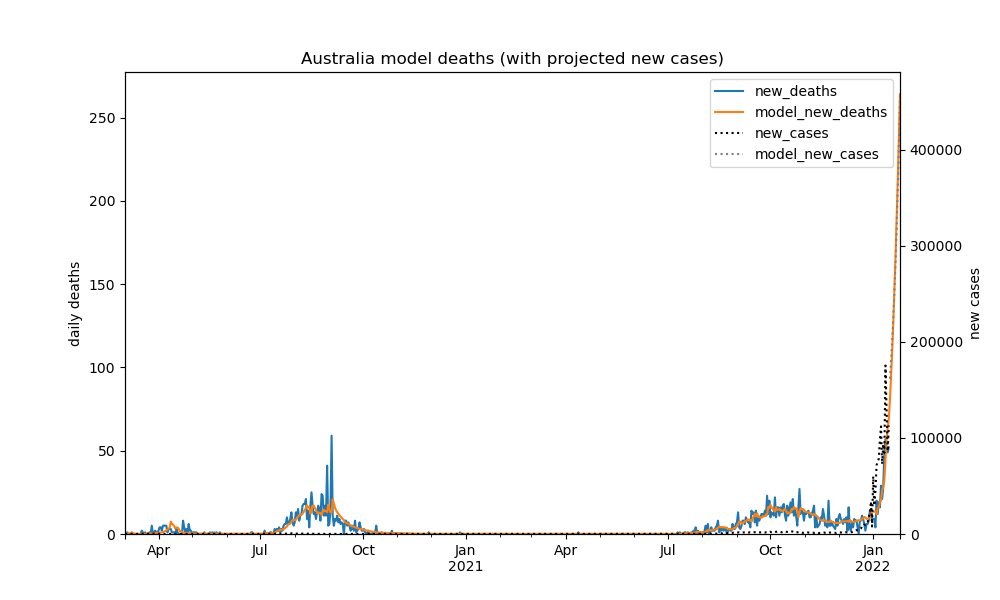 Australia model deaths (with projected new cases)
new_deaths
model_new_deaths
new_cases
model_new_cases
daily deaths
250
200
150
100
50
0
400000
300000
200000
100000
0
new cases
Apr
Jul
Oct
Jan
2021
Apr
Jul
Oct
Jan
2022